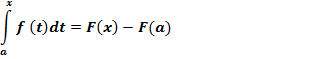 ∫ₐˣ f (t)dt = F(x) − F(a)